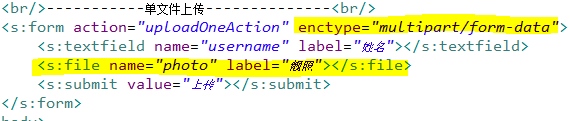 <br/>------------单文件上传--------------<br/>
<s:form action="uploadOneAction" enctype="multipart/form-data">
<s:textfield name="username" label="姓名"></s:textfield>
<s:file name="photo" label="靓照"></s:file>
<s:submit value="上传"></s:submit>
</s:form>